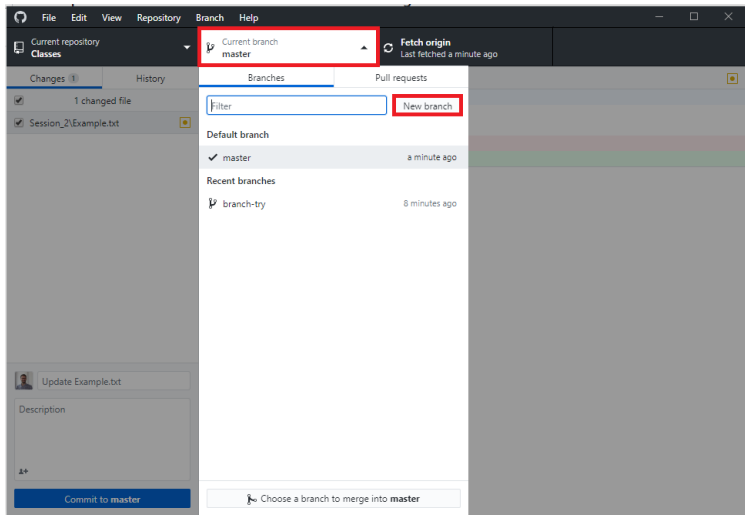 File Edit View Repository Branch Help
Current repository
Classes
Current branch
master
Fetch origin
Last fetched a minute ago
Changes 1 History
Branches Pull requests
1 changed file
Filter New branch
Session_2\Example.txt
Default branch
master a minute ago
Recent branches
branch-try 8 minutes ago
Update Example.txt
Description
Commit to master
Choose a branch to merge into master